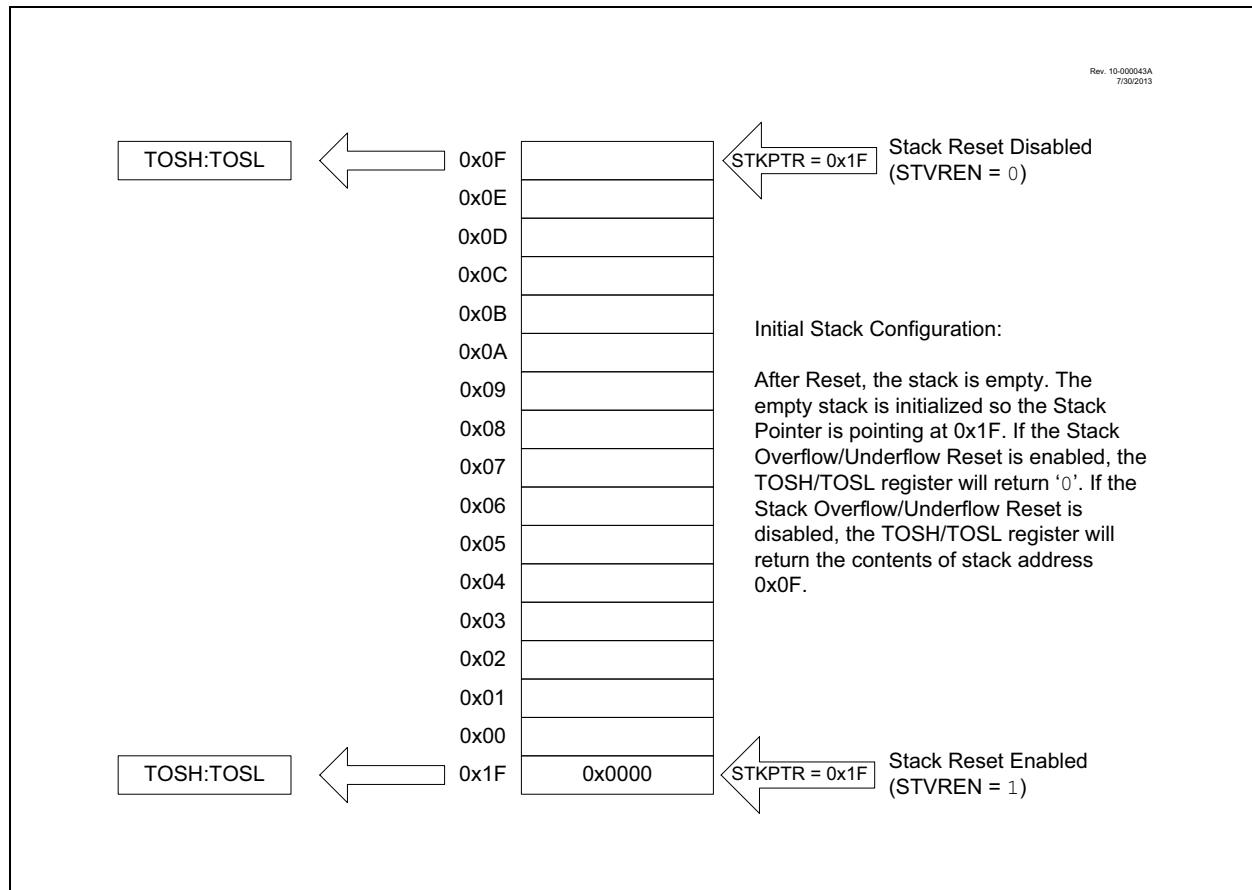 Rev. 10-000043A
7/30/2013
TOSH:TOSL
0x0F
STKPTR = 0x1F
Stack Reset Disabled
(STVREN = 0)
0x0E
0x0D
0x0C
0x0B
0x0A
0x09
0x08
0x07
0x06
0x05
0x04
0x03
0x02
0x01
0x00
Initial Stack Configuration:
After Reset, the stack is empty. The
empty stack is initialized so the Stack
Pointer is pointing at 0x1F. If the Stack
Overflow/Underflow Reset is enabled, the
TOSH/TOSL register will return ‘0’. If the
Stack Overflow/Underflow Reset is
disabled, the TOSH/TOSL register will
return the contents of stack address
0x0F.
TOSH:TOSL
0x1F
0x0000
STKPTR = 0x1F
Stack Reset Enabled
(STVREN = 1)